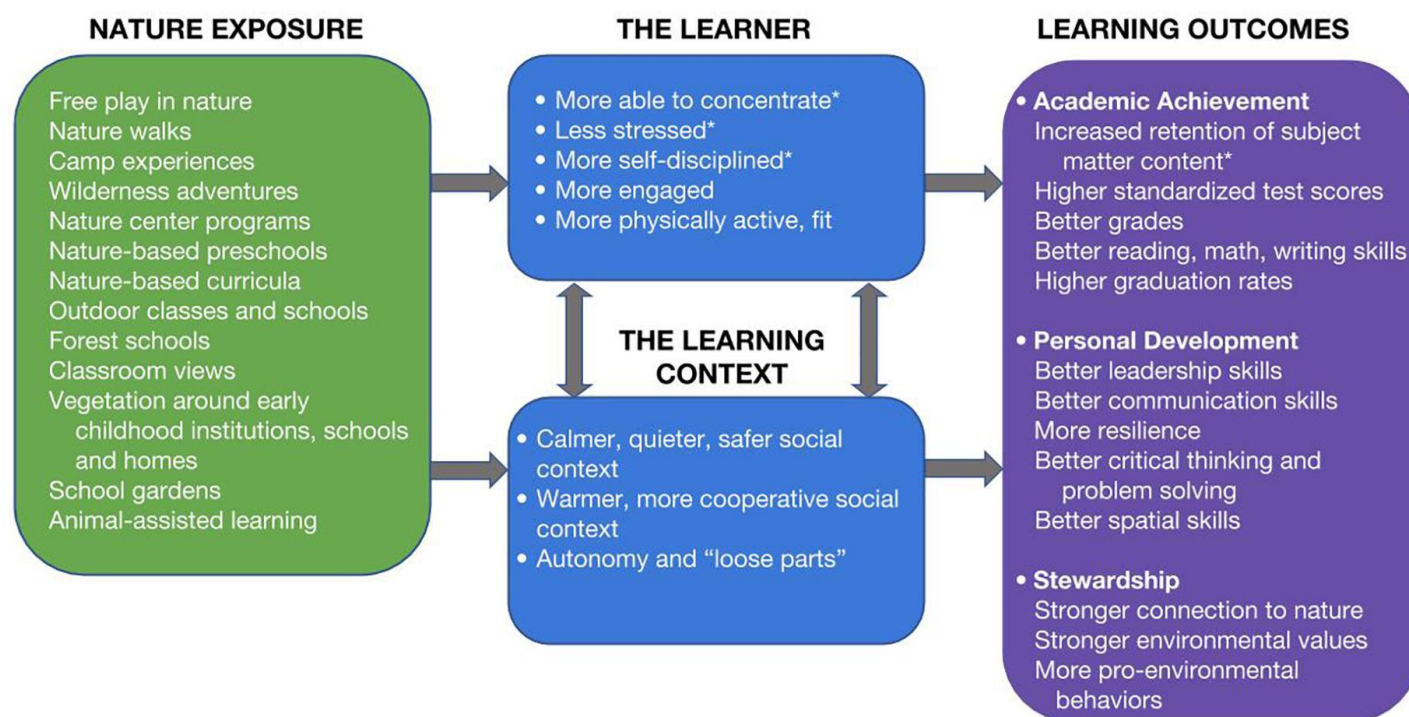 NATURE EXPOSURE
Free play in nature
Nature walks
Camp experiences
Wilderness adventures
Nature center programs
Nature-based preschools
Nature-based curricula
Outdoor classes and schools
Forest schools
Classroom views
Vegetation around early
childhood institutions, schools
and homes
School gardens
Animal-assisted learning
THE LEARNER
• More able to concentrate*
• Less stressed*
• More self-disciplined*
• More engaged
• More physically active, fit
THE LEARNING
CONTEXT
• Calmer, quieter, safer social
context
• Warmer, more cooperative social
context
• Autonomy and “loose parts”
LEARNING OUTCOMES
• Academic Achievement
Increased retention of subject
matter content*
Higher standardized test scores
Better grades
Better reading, math, writing skills
Higher graduation rates
• Personal Development
Better leadership skills
Better communication skills
More resilience
Better critical thinking and
problem solving
Better spatial skills
• Stewardship
Stronger connection to nature
Stronger environmental values
More pro-environmental
behaviors